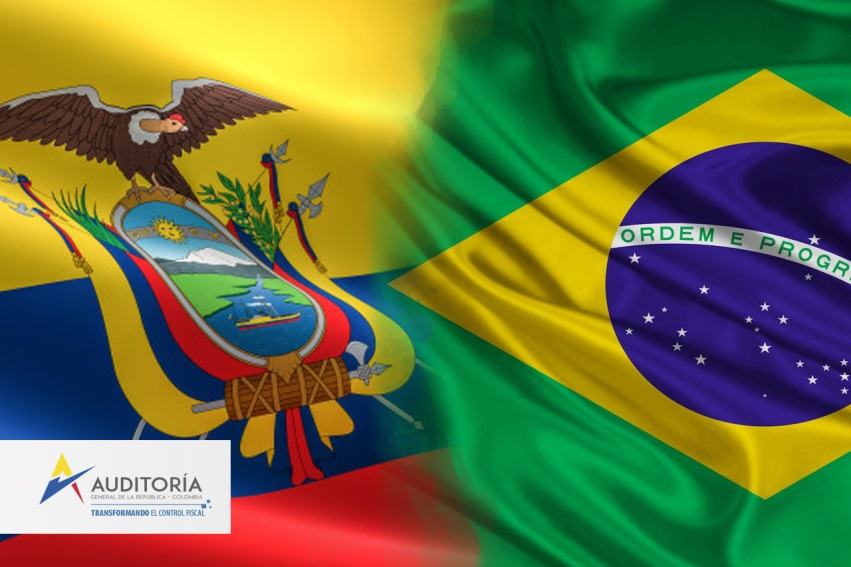 ORDEM E PROGR
AUDITORÍA
GENERAL DE LA REPÚBLICA - COLOMBIA
TRANSFORMANDO EL CONTROL FISCAL